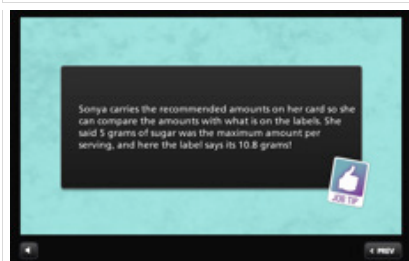 Sonya carries the recommended amounts on her card so she
can compare the amounts with what is on the labels. She
said 5 grams of sugar was the maximum amount per
serving, and here the label says its 10.8 grams!
JOB TIP
< PREV